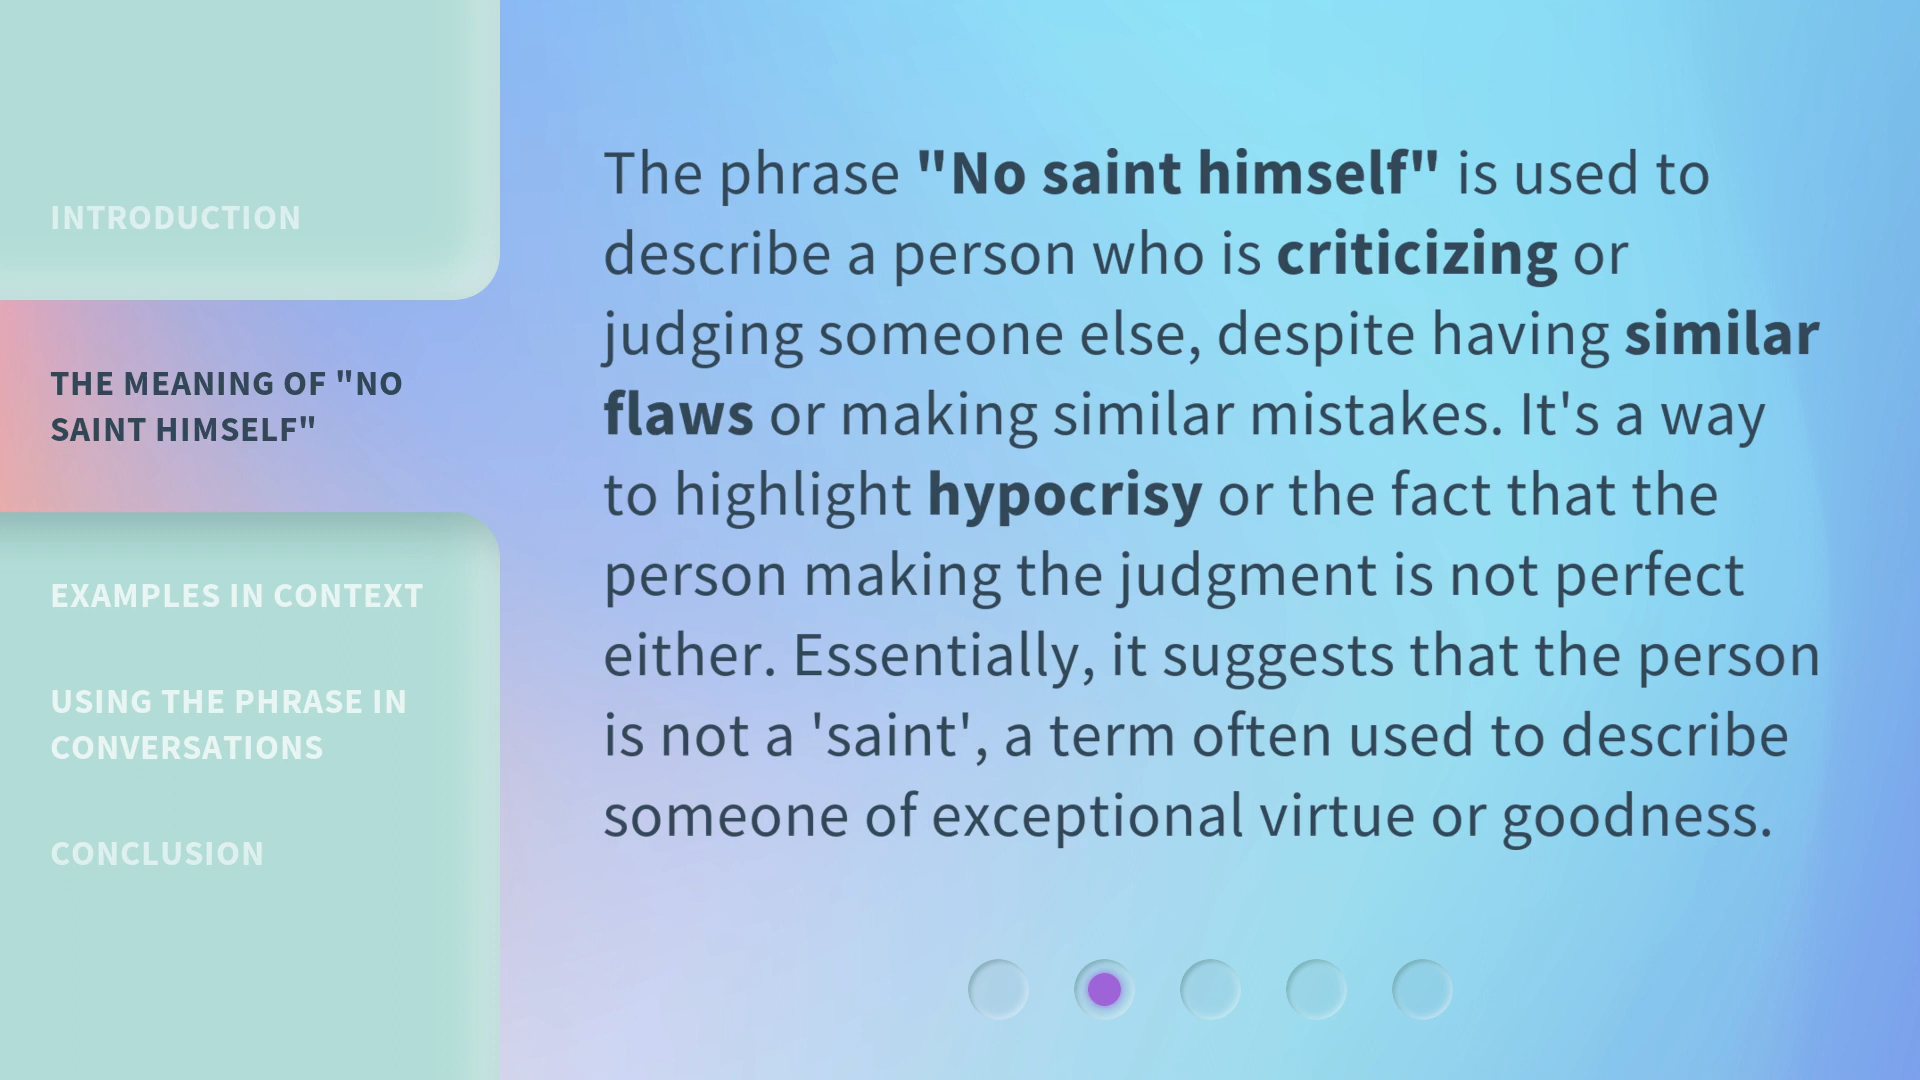 INTRODUCTION
THE MEANING OF "NO
SAINT HIMSELF"
EXAMPLES IN CONTEXT
USING THE PHRASE IN
CONVERSATIONS
CONCLUSION
The phrase "No saint himself" is used to
describe a person who is criticizing or
judging someone else, despite having similar
flaws or making similar mistakes. It's a way
to highlight hypocrisy or the fact that the
person making the judgment is not perfect
either. Essentially, it suggests that the person
is not a 'saint', a term often used to describe
someone of exceptional virtue or goodness.